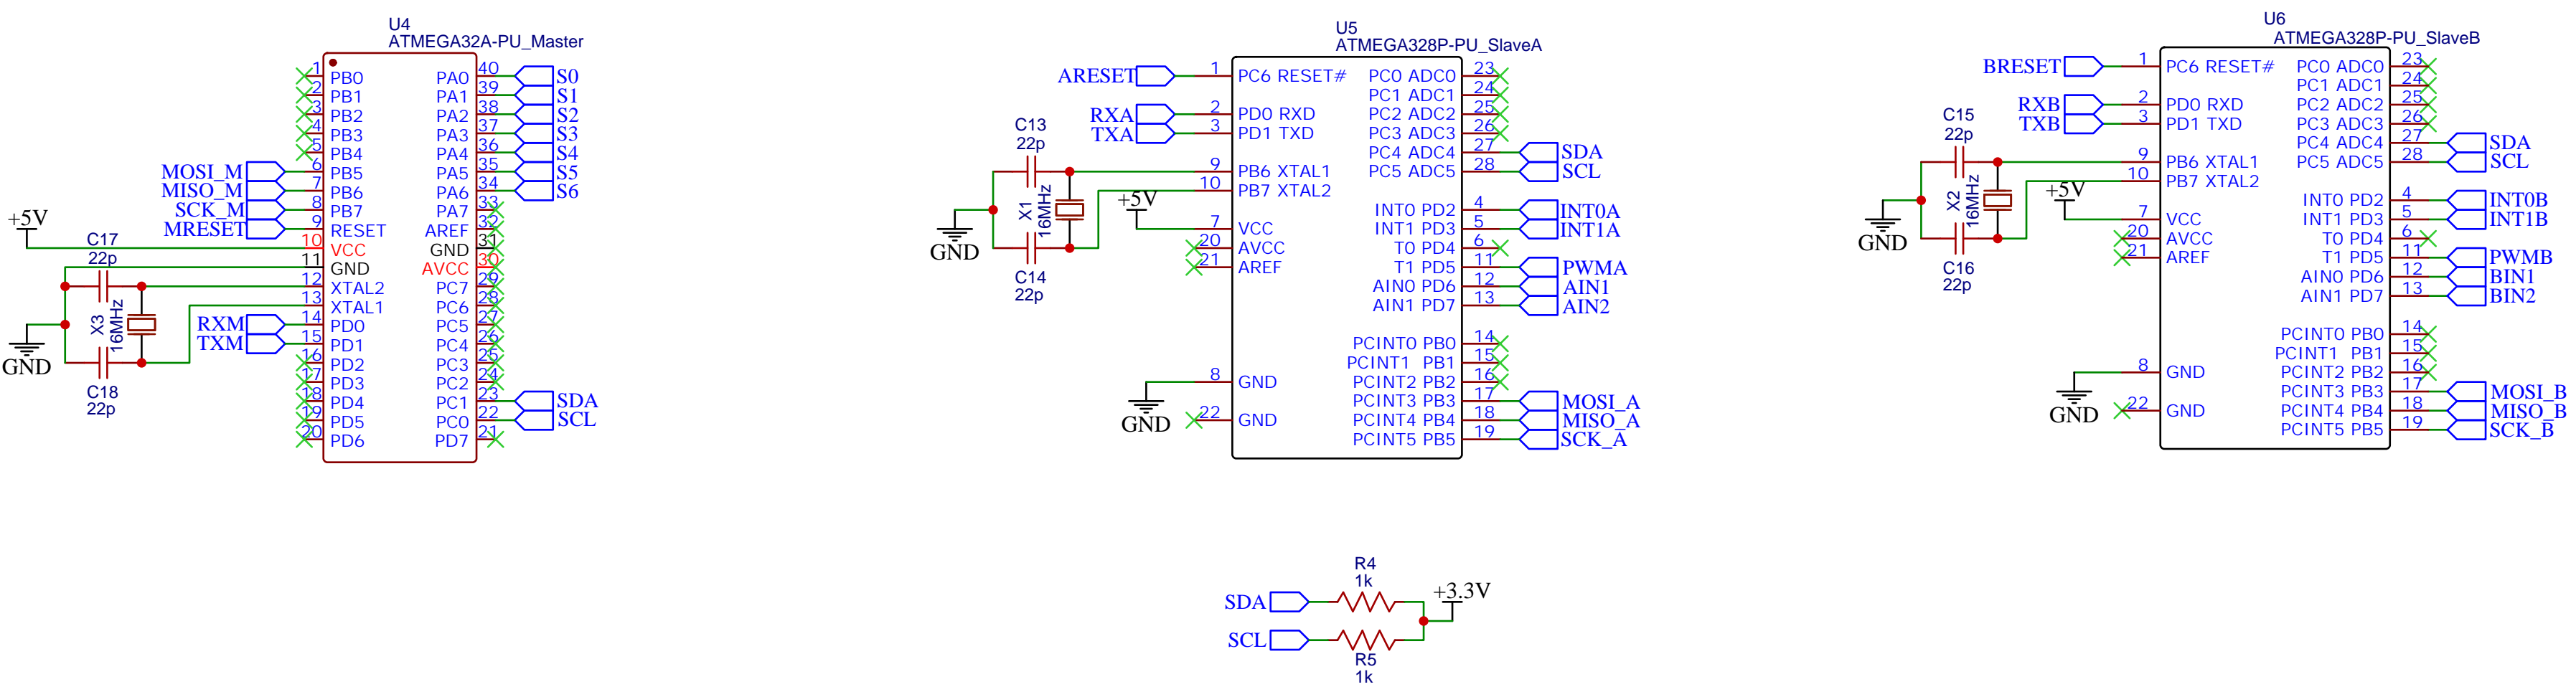 U4
ATMEGA32A-PU_Master
1 PB0 PA0 40 S0
2 PB1 PA1 39 S1
3 PB2 PA2 38 S2
4 PB3 PA3 37 S3
5 PB4 PA4 36 S4
MOSI_M 6 PB5 PA5 35 S5
MISO_M 7 PB6 PA6 34 S6
SCK_M 8 PB7 PA7 33
MRESET 9 RESET AREF 32
+5V 10 VCC GND 31
11 GND AVCC 30
12 XTAL2 PC7 29
13 XTAL1 PC6 28
RXM 14 PD0 PC5 27
TXM 15 PD1 PC4 26
16 PD2 PC3 25
17 PD3 PC2 24
18 PD4 PC1 23 SDA
19 PD5 PC0 22 SCL
20 PD6 PD7 21
C17
22p
X3
16MHz
GND
C18
22p
U5
ATMEGA328P-PU_SlaveA
ARESET 1 PC6 RESET# PC0 ADC0 23
PC1 ADC1 24
RXA 2 PD0 RXD PC2 ADC2 25
TXA 3 PD1 TXD PC3 ADC3 26
PC4 ADC4 27 SDA
9 PB6 XTAL1 PC5 ADC5 28 SCL
10 PB7 XTAL2
INT0 PD2 4 INT0A
+5V 7 VCC INT1 PD3 5 INT1A
20 AVCC T0 PD4 6
21 AREF T1 PD5 11 PWMA
AIN0 PD6 12 AIN1
AIN1 PD7 13 AIN2
PCINT0 PB0 14
PCINT1 PB1 15
8 GND PCINT2 PB2 16
PCINT3 PB3 17 MOSI_A
22 GND PCINT4 PB4 18 MISO_A
PCINT5 PB5 19 SCK_A
C13
22p
X1
16MHz
GND
C14
22p
GND
U6
ATMEGA328P-PU_SlaveB
BRESET 1 PC6 RESET# PC0 ADC0 23
PC1 ADC1 24
RXB 2 PD0 RXD PC2 ADC2 25
TXB 3 PD1 TXD PC3 ADC3 26
PC4 ADC4 27 SDA
9 PB6 XTAL1 PC5 ADC5 28 SCL
10 PB7 XTAL2
INT0 PD2 4 INT0B
+5V 7 VCC INT1 PD3 5 INT1B
20 AVCC T0 PD4 6
21 AREF T1 PD5 11 PWMB
AIN0 PD6 12 BIN1
AIN1 PD7 13 BIN2
PCINT0 PB0 14
PCINT1 PB1 15
8 GND PCINT2 PB2 16
PCINT3 PB3 17 MOSI_B
22 GND PCINT4 PB4 18 MISO_B
PCINT5 PB5 19 SCK_B
C15
22p
X2
16MHz
GND
C16
22p
GND
R4
1k
SDA
+3.3V
SCL
R5
1k